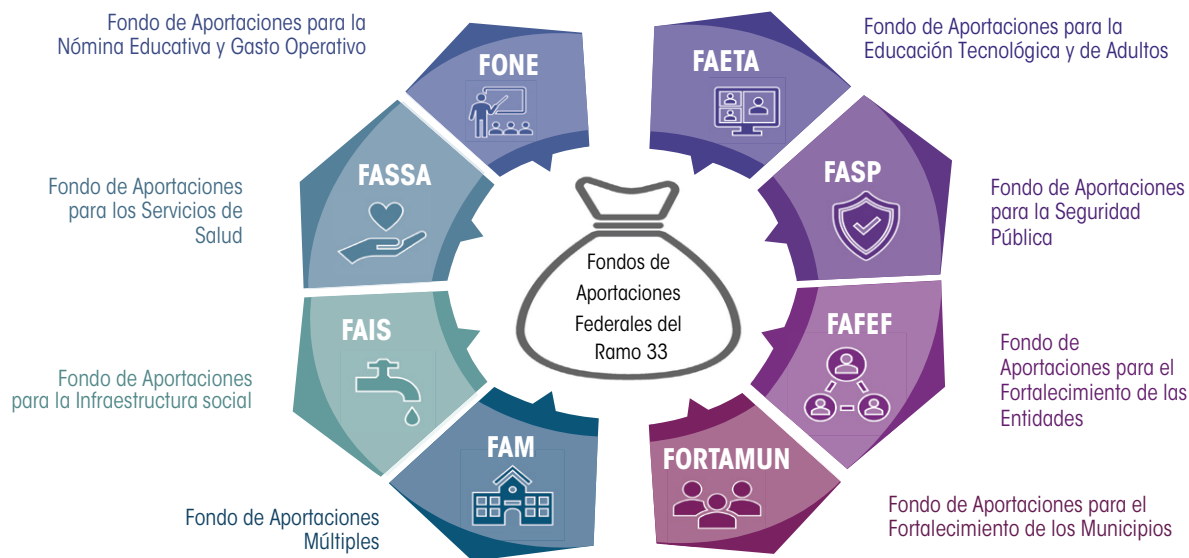 Fondo de Aportaciones para la
Nómina Educativa y Gasto Operativo
FONE
FAETA
Fondo de Aportaciones para la
Educación Tecnológica y de Adultos
Fondo de Aportaciones
para los Servicios de
Salud
FASSA
FASP
Fondo de Aportaciones
para la Seguridad
Pública
Fondos de
Aportaciones
Federales del
Ramo 33
Fondo de Aportaciones
para la Infraestructura social
FAIS
FAFEF
Fondo de
Aportaciones para el
Fortalecimiento de las
Entidades
Fondo de Aportaciones
Múltiples
FAM
FORTAMUN
Fondo de Aportaciones para el
Fortalecimiento de los Municipios